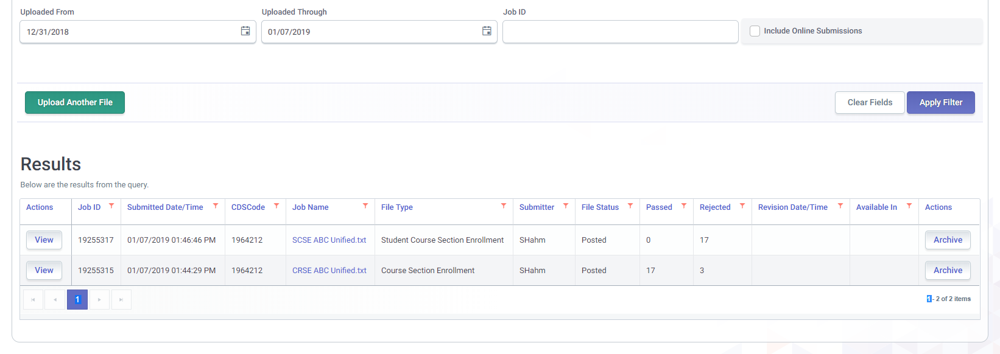 Uploaded From Uploaded Through Job ID
12/31/2018 01/07/2019 Include Online Submissions
Upload Another File Clear Fields Apply Filter
Results
Below are the results from the query.
Actions Job ID Submitted Date/Time CDSCode Job Name File Type Submitter File Status Passed Rejected Revision Date/Time Available In Actions
View 19255317 01/07/2019 01:46:46 PM 1964212 SCSE ABC Unified.txt Student Course Section Enrollment SHahm Posted 0 17 Archive
View 19255315 01/07/2019 01:44:29 PM 1964212 CRSE ABC Unified.txt Course Section Enrollment SHahm Posted 17 3 Archive
1 1 - 2 of 2 items